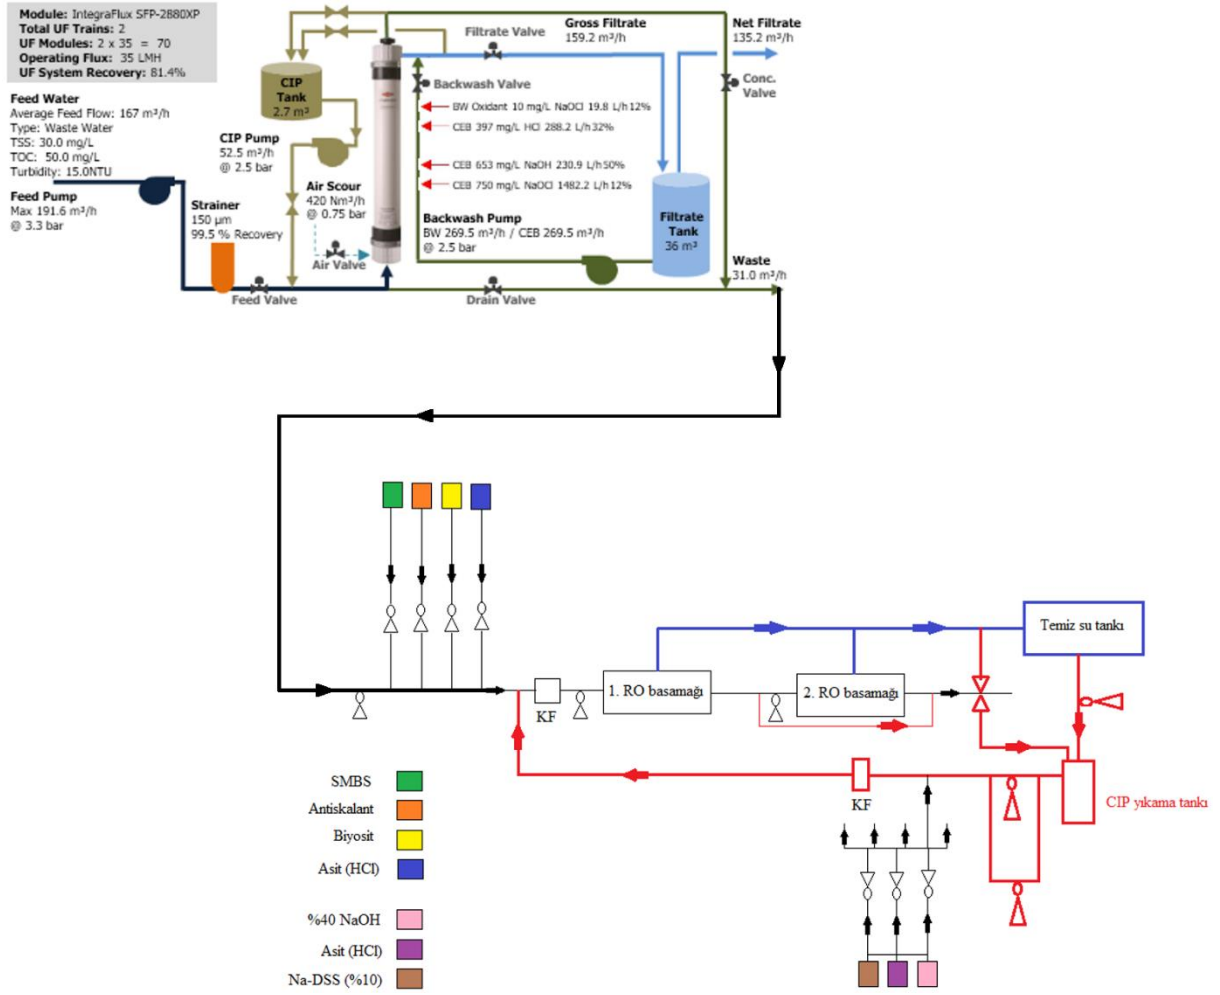 Module: IntegraFlux SFP-2880XP
Total UF Trains: 2
UF Modules: 2 x 35 = 70
Operating Flux: 35 LMH
UF System Recovery: 81.4%
Feed Water
Average Feed Flow: 167 m³/h
Type: Waste Water
TSS: 30.0 mg/L
TOC: 50.0 mg/L
Turbidity: 15.0NTU
Feed Pump
Max 191.6 m³/h
@ 3.3 bar
Strainer
150 µm
99.5 % Recovery
Feed Valve
CIP
Tank
2.7 m³
CIP Pump
52.5 m³/h
@ 2.5 bar
Air Scour
420 Nm³/h
@ 0.75 bar
Air Valve
Filtrate Valve
Gross Filtrate
159.2 m³/h
Net Filtrate
135.2 m³/h
Backwash Valve
Conc.
Valve
BW Oxidant 10 mg/L NaOCl 19.8 L/h 12%
CEB 397 mg/L HCl 288.2 L/h 32%
CEB 653 mg/L NaOH 230.9 L/h 50%
CEB 750 mg/L NaOCl 1482.2 L/h 12%
Backwash Pump
BW 269.5 m³/h / CEB 269.5 m³/h
@ 2.5 bar
Filtrate
Tank
36 m³
Waste
31.0 m³/h
Drain Valve
Temiz su tankı
1. RO basamağı
2. RO basamağı
KF
KF
CIP yıkama tankı
SMBS
Antiskalant
Biyosit
Asit (HCl)
%40 NaOH
Asit (HCl)
Na-DSS (%10)